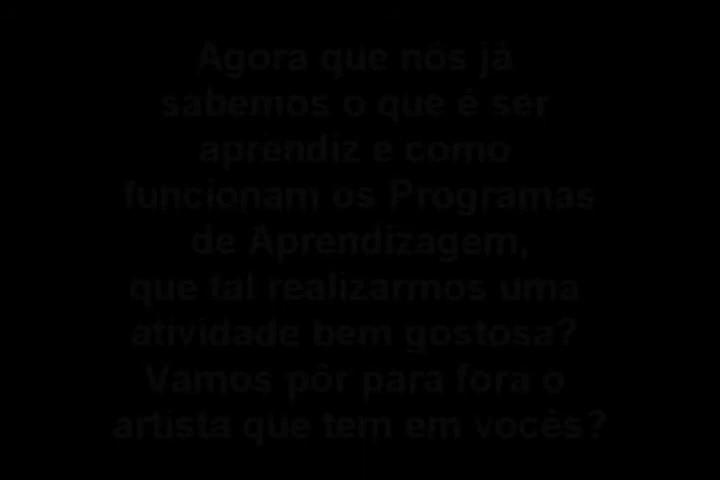 Agora que nós já
sabemos o que é ser
aprendiz e como
funcionam os Programas
de Aprendizagem,
que tal realizarmos uma
atividade bem gostosa?
Vamos pôr para fora o
artista que tem em vocês?